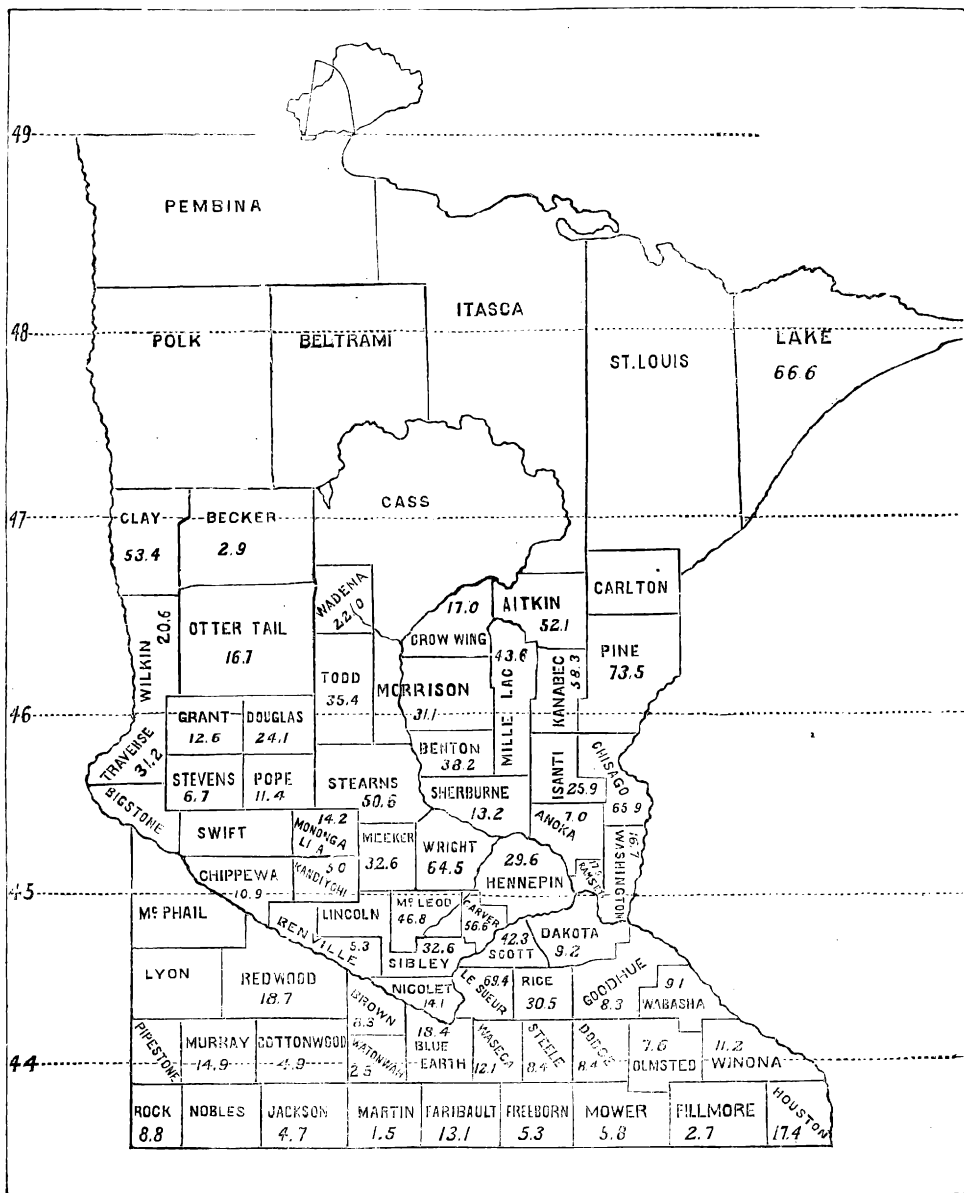 49
PEMBINA
ITASCA
48
POLK
BELTRAMI
LAKE
66.6
ST. LOUIS
CASS
47
CLAY
53.4
BECKER
2.9
WADENA
CARLTON
17.0
CROW WING
AITKIN
52.1
WILKIN
20.6
OTTER TAIL
16.7
43.6
MILLE LAC
KANABEC
58.3
PINE
73.5
TODD
35.4
MORRISON
31.1
46
GRANT
12.6
DOUGLAS
24.1
TRAVERSE
31.2
BENTON
38.2
ISANTI
25.9
CHISAGO
65.9
STEVENS
6.7
POPE
11.4
STEARNS
50.6
SHERBURNE
13.2
BIGSTONE
ANOKA
7.0
SWIFT
14.2
MONONGALIA
MEEKER
32.6
WRIGHT
64.5
29.6
HENNEPIN
RAMSEY
16.7
WASHINGTON
CHIPPEWA
10.9
5.0
KANDIYOHI
45
Mc PHAIL
RENVILLE
LINCOLN
5.3
Mc LEOD
46.8
CARVER
56.6
32.6
SIBLEY
42.3
SCOTT
DAKOTA
9.2
LYON
REDWOOD
18.7
NICOLET
14.1
LE SUEUR
69.4
RICE
30.5
GOODHUE
8.3
9.1
WABASHA
BROWN
8.3
PIPESTONE
MURRAY
14.9
COTTONWOOD
4.9
WATONWAN
18.4
BLUE
EARTH
WASECA
12.1
STEELE
8.4
DODGE
8.4
7.6
OLMSTED
11.2
WINONA
44
ROCK
8.8
NOBLES
JACKSON
4.7
MARTIN
1.5
FARIBAULT
13.1
FREEBORN
5.3
MOWER
5.8
FILLMORE
2.7
HOUSTON
17.4